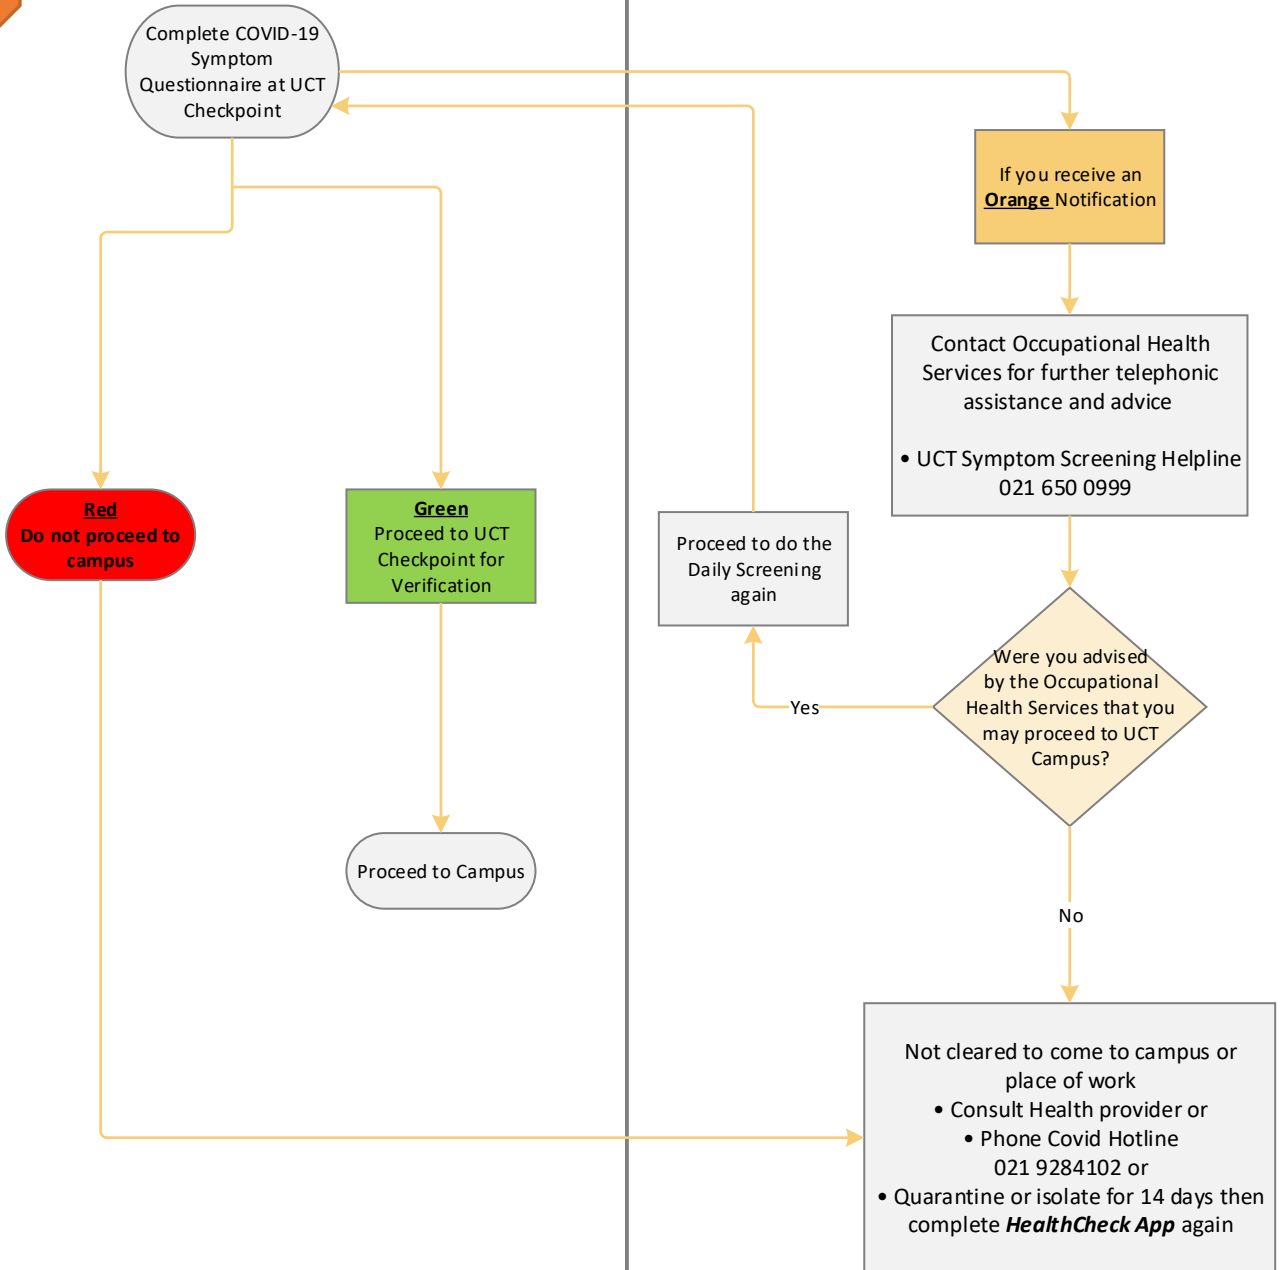 Complete COVID-19
Symptom
Questionnaire at UCT
Checkpoint
If you receive an
Orange Notification
Contact Occupational Health
Services for further telephonic
assistance and advice
• UCT Symptom Screening Helpline
021 650 0999
Red
Do not proceed to
campus
Green
Proceed to UCT
Checkpoint for
Verification
Proceed to do the
Daily Screening
again
Were you advised
by the Occupational
Health Services that you
may proceed to UCT
Campus?
Yes
Proceed to Campus
No
Not cleared to come to campus or
place of work
• Consult Health provider or
• Phone Covid Hotline
021 9284102 or
• Quarantine or isolate for 14 days then
complete HealthCheck App again